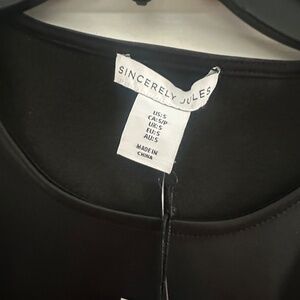 SINCERELY JULES
US:S
CA:S/P
UK:S
EU:S
AU:S
MADE IN
CHINA